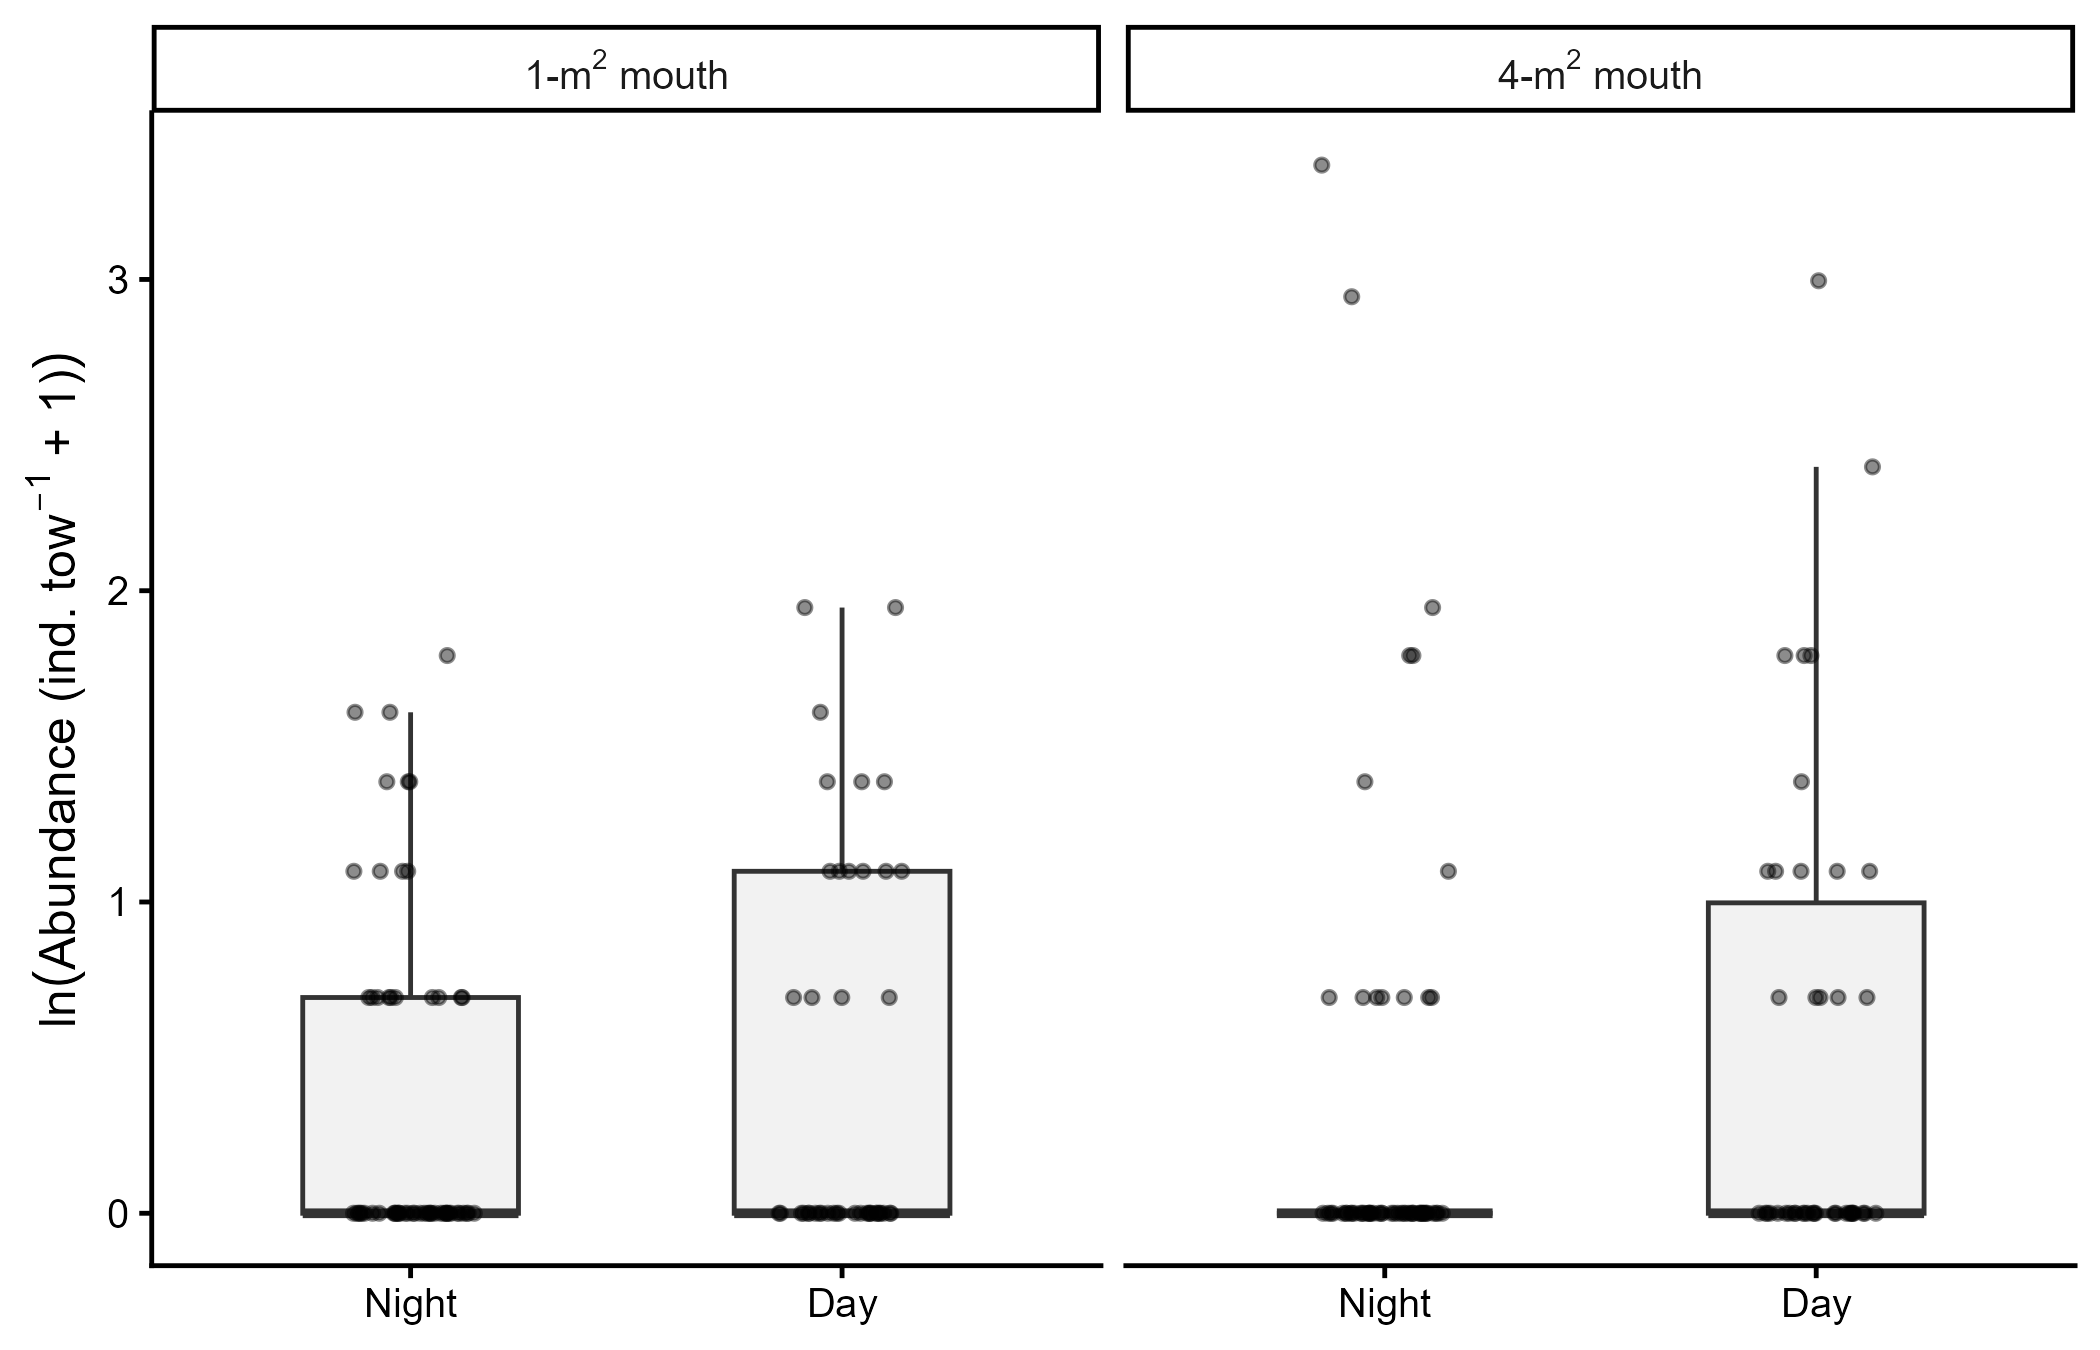 1-m² mouth
4-m² mouth
ln(Abundance (ind. tow⁻¹ + 1))
3
2
1
0
Night
Day
Night
Day